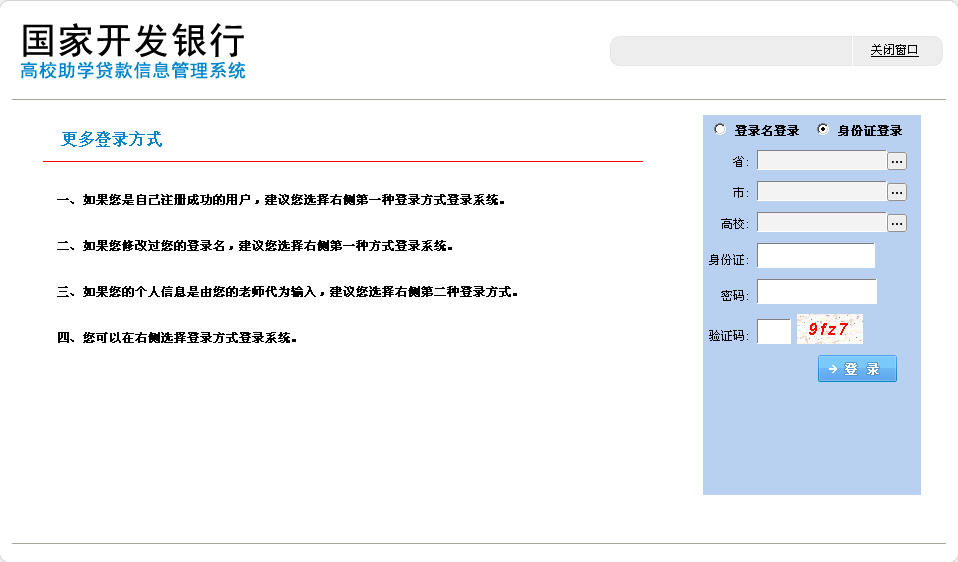 国家开发银行
高校助学贷款信息管理系统
关闭窗口
更多登录方式
一、如果您是自己注册成功的用户，建议您选择右侧第一种登录方式登录系统。
二、如果您修改过您的登录名，建议您选择右侧第一种方式登录系统。
三、如果您的个人信息是由您的老师代为输入，建议您选择右侧第二种登录方式。
四、您可以在右侧选择登录方式登录系统。
登录名登录 身份证登录
省: ...
市: ...
高校: ...
身份证:
密码:
验证码: 9fz7
登 录